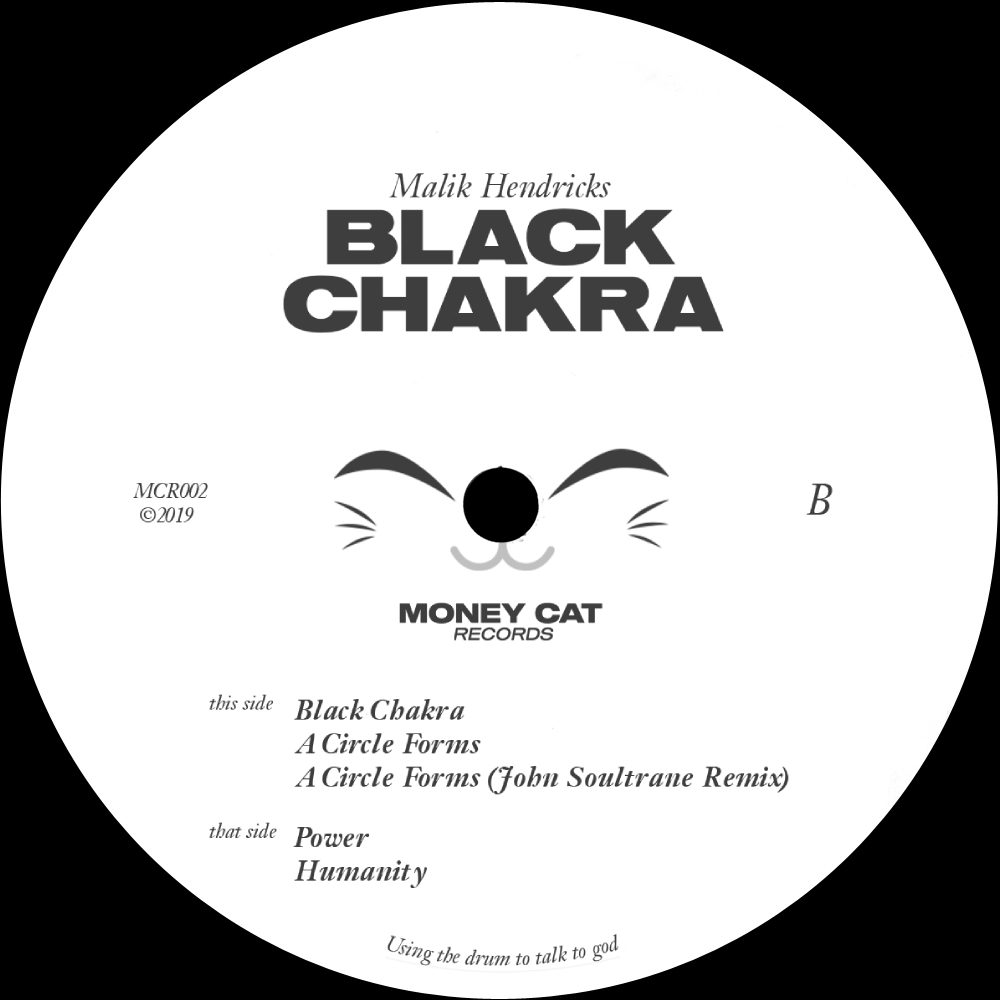 Malik Hendricks
BLACK
CHAKRA
MCR002
©2019
B
MONEY CAT
RECORDS
this side
Black Chakra
A Circle Forms
A Circle Forms (John Soultrane Remix)
that side
Power
Humanity
Using the drum to talk to god